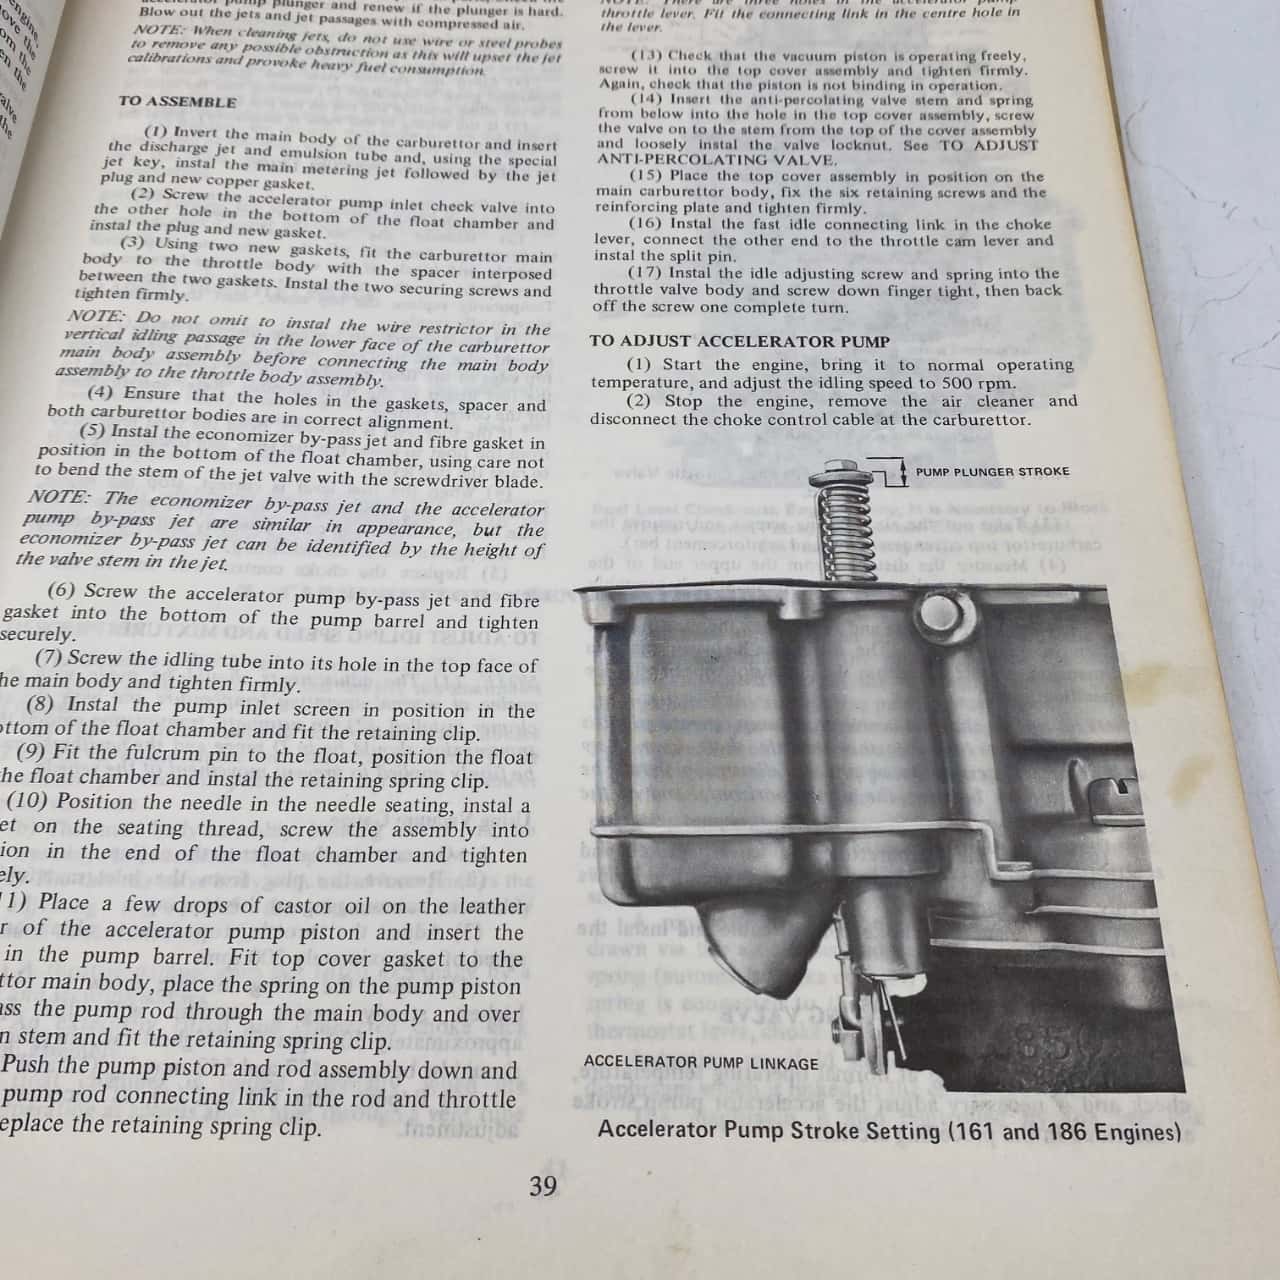 plunger and renew if the plunger is hard.
Blow out the jets and jet passages with compressed air.
NOTE: When cleaning jets, do not use wire or steel probes
to remove any possible obstruction as this will upset the jet
calibrations and provoke heavy fuel consumption.
TO ASSEMBLE
(1) Invert the main body of the carburettor and insert
the discharge jet and emulsion tube and, using the special
jet key, instal the main metering jet followed by the jet
plug and new copper gasket.
(2) Screw the accelerator pump inlet check valve into
the other hole in the bottom of the float chamber and
instal the plug and new gasket.
(3) Using two new gaskets, fit the carburettor main
body to the throttle body with the spacer interposed
between the two gaskets. Instal the two securing screws and
tighten firmly.
NOTE: Do not omit to instal the wire restrictor in the
vertical idling passage in the lower face of the carburettor
main body assembly before connecting the main body
assembly to the throttle body assembly.
(4) Ensure that the holes in the gaskets, spacer and
both carburettor bodies are in correct alignment.
(5) Instal the economizer by-pass jet and fibre gasket in
position in the bottom of the float chamber, using care not
to bend the stem of the jet valve with the screwdriver blade.
NOTE: The economizer by-pass jet and the accelerator
pump by-pass jet are similar in appearance, but the
economizer by-pass jet can be identified by the height of
the valve stem in the jet.
(6) Screw the accelerator pump by-pass jet and fibre
gasket into the bottom of the pump barrel and tighten
securely.
(7) Screw the idling tube into its hole in the top face of
he main body and tighten firmly.
(8) Instal the pump inlet screen in position in the
ottom of the float chamber and fit the retaining clip.
(9) Fit the fulcrum pin to the float, position the float
he float chamber and instal the retaining spring clip.
(10) Position the needle in the needle seating, instal a
et on the seating thread, screw the assembly into
ion in the end of the float chamber and tighten
ely.
11) Place a few drops of castor oil on the leather
r of the accelerator pump piston and insert the
in the pump barrel. Fit top cover gasket to the
ttor main body, place the spring on the pump piston
ass the pump rod through the main body and over
n stem and fit the retaining spring clip.
Push the pump piston and rod assembly down and
pump rod connecting link in the rod and throttle
eplace the retaining spring clip.
throttle lever. Fit the connecting link in the centre hole in
the lever.
(13) Check that the vacuum piston is operating freely,
screw it into the top cover assembly and tighten firmly.
Again, check that the piston is not binding in operation.
(14) Insert the anti-percolating valve stem and spring
from below into the hole in the top cover assembly, screw
the valve on to the stem from the top of the cover assembly
and loosely instal the valve locknut. See TO ADJUST
ANTI-PERCOLATING VALVE.
(15) Place the top cover assembly in position on the
main carburettor body, fix the six retaining screws and the
reinforcing plate and tighten firmly.
(16) Instal the fast idle connecting link in the choke
lever, connect the other end to the throttle cam lever and
instal the split pin.
(17) Instal the idle adjusting screw and spring into the
throttle valve body and screw down finger tight, then back
off the screw one complete turn.
TO ADJUST ACCELERATOR PUMP
(1) Start the engine, bring it to normal operating
temperature, and adjust the idling speed to 500 rpm.
(2) Stop the engine, remove the air cleaner and
disconnect the choke control cable at the carburettor.
PUMP PLUNGER STROKE
ACCELERATOR PUMP LINKAGE
Accelerator Pump Stroke Setting (161 and 186 Engines)
39